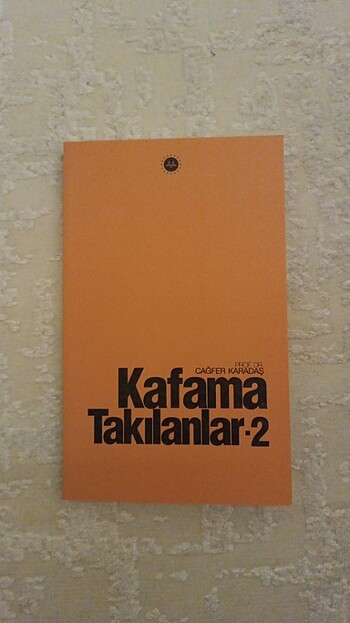 PROF. DR.
CAĞFER KARADAŞ
Kafama
Takılanlar-2